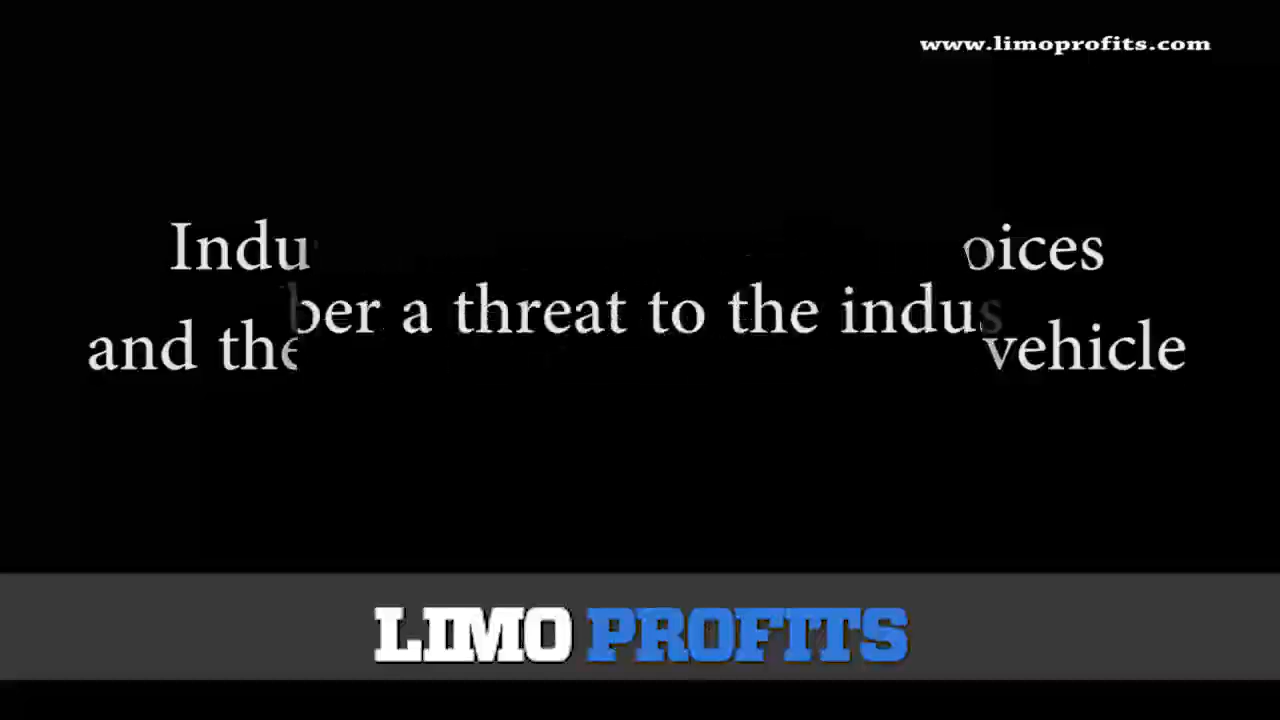 www.limoprofits.com
Indu oices
ber a threat to the indus
and the vehicle
LIMO PROFITS